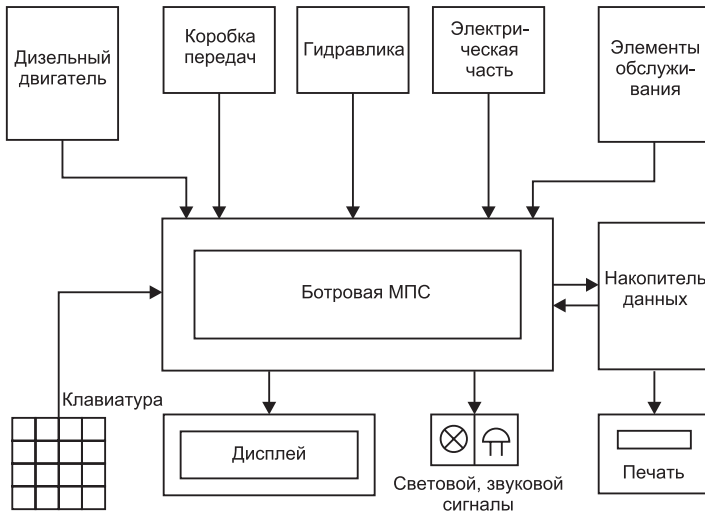 Дизельный
двигатель
Коробка
передач
Гидравлика
Электри-
ческая
часть
Элементы
обслужи-
вания
Ботровая МПС
Накопитель
данных
Клавиатура
Дисплей
Световой, звуковой
сигналы
Печать